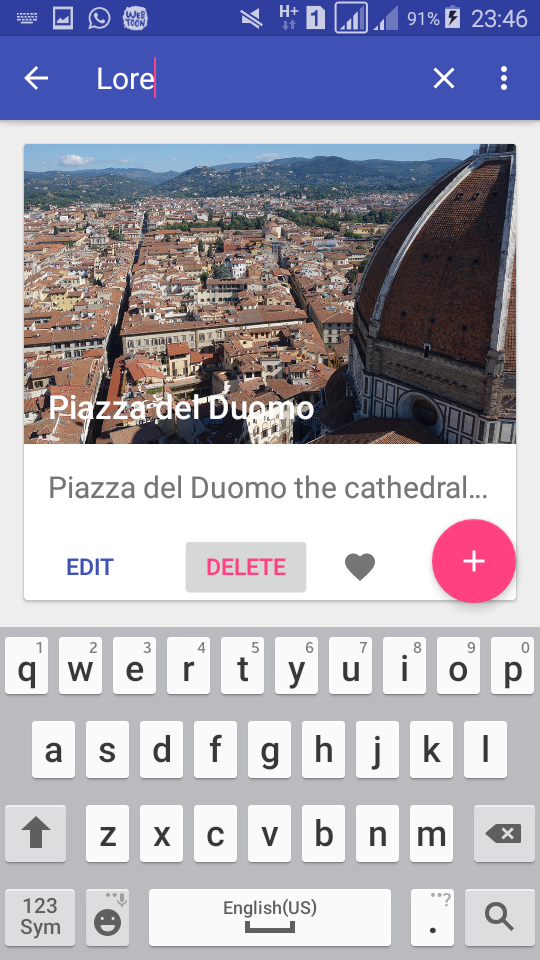 WEB TOON H+ 1 91% 23:46
Lore
Piazza del Duomo
Piazza del Duomo the cathedral...
EDIT DELETE
1 2 3 4 5 6 7 8 9 0
q w e r t y u i o p
a s d f g h j k l
z x c v b n m
123 English(US) ?
Sym .